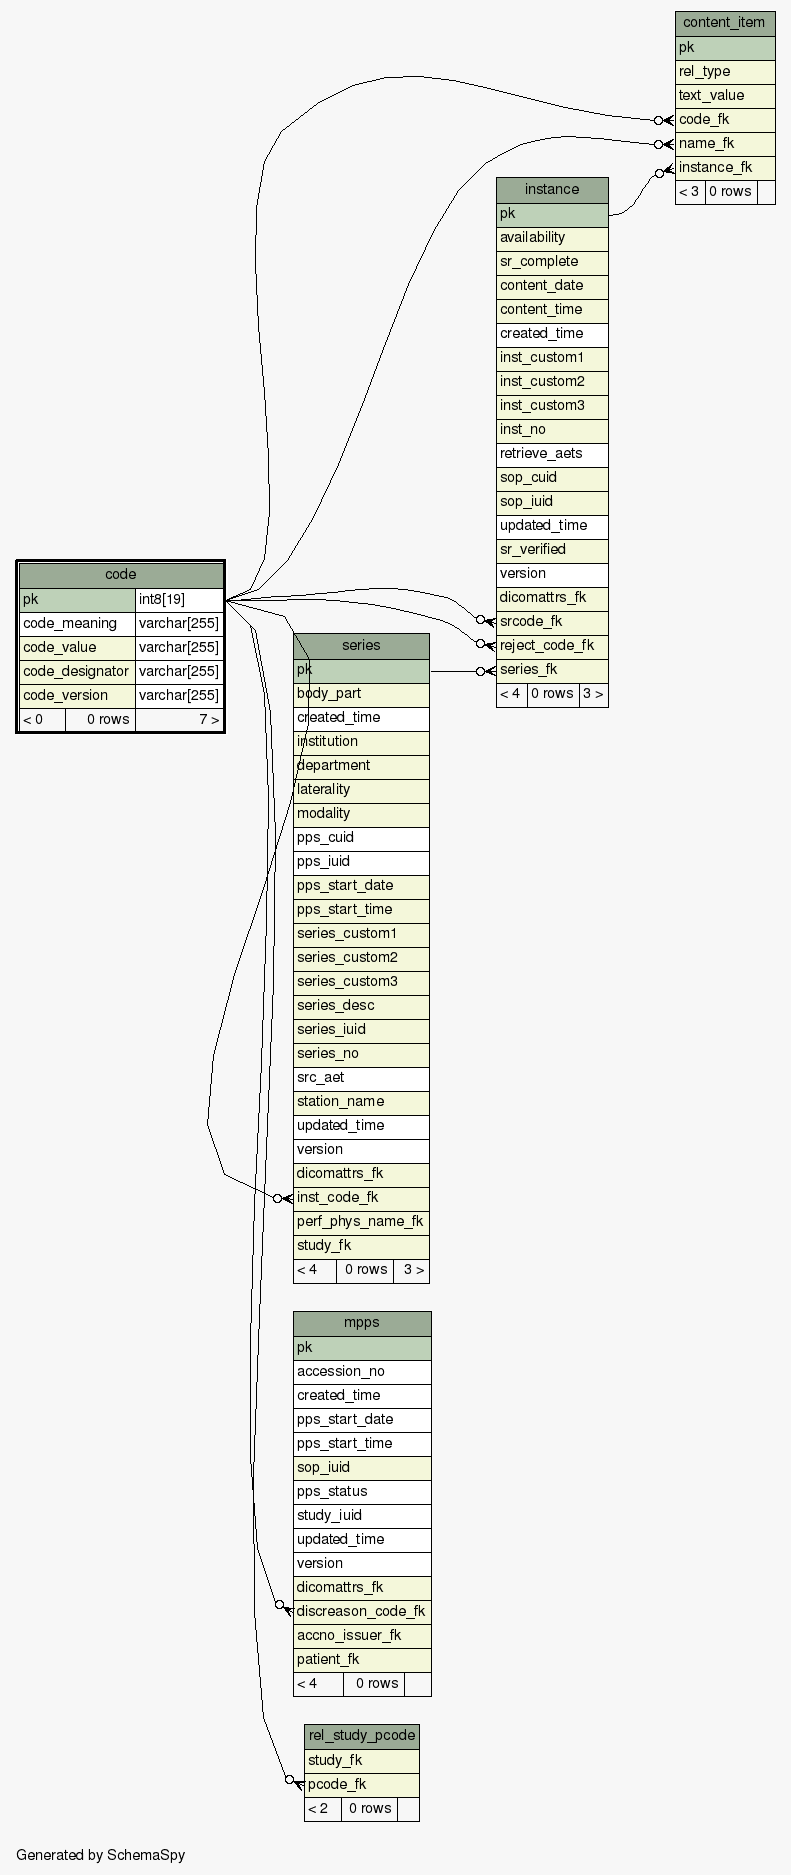 content_item
pk
rel_type
text_value
code_fk
name_fk
instance_fk
< 3 0 rows
instance
pk
availability
sr_complete
content_date
content_time
created_time
inst_custom1
inst_custom2
inst_custom3
inst_no
retrieve_aets
sop_cuid
sop_iuid
updated_time
sr_verified
version
dicomattrs_fk
srcode_fk
reject_code_fk
series_fk
< 4 0 rows 3 >
code
pk int8[19]
code_meaning varchar[255]
code_value varchar[255]
code_designator varchar[255]
code_version varchar[255]
< 0 0 rows 7 >
series
pk
body_part
created_time
institution
department
laterality
modality
pps_cuid
pps_iuid
pps_start_date
pps_start_time
series_custom1
series_custom2
series_custom3
series_desc
series_iuid
series_no
src_aet
station_name
updated_time
version
dicomattrs_fk
inst_code_fk
perf_phys_name_fk
study_fk
< 4 0 rows 3 >
mpps
pk
accession_no
created_time
pps_start_date
pps_start_time
sop_iuid
pps_status
study_iuid
updated_time
version
dicomattrs_fk
discreason_code_fk
accno_issuer_fk
patient_fk
< 4 0 rows
rel_study_pcode
study_fk
pcode_fk
< 2 0 rows
Generated by SchemaSpy